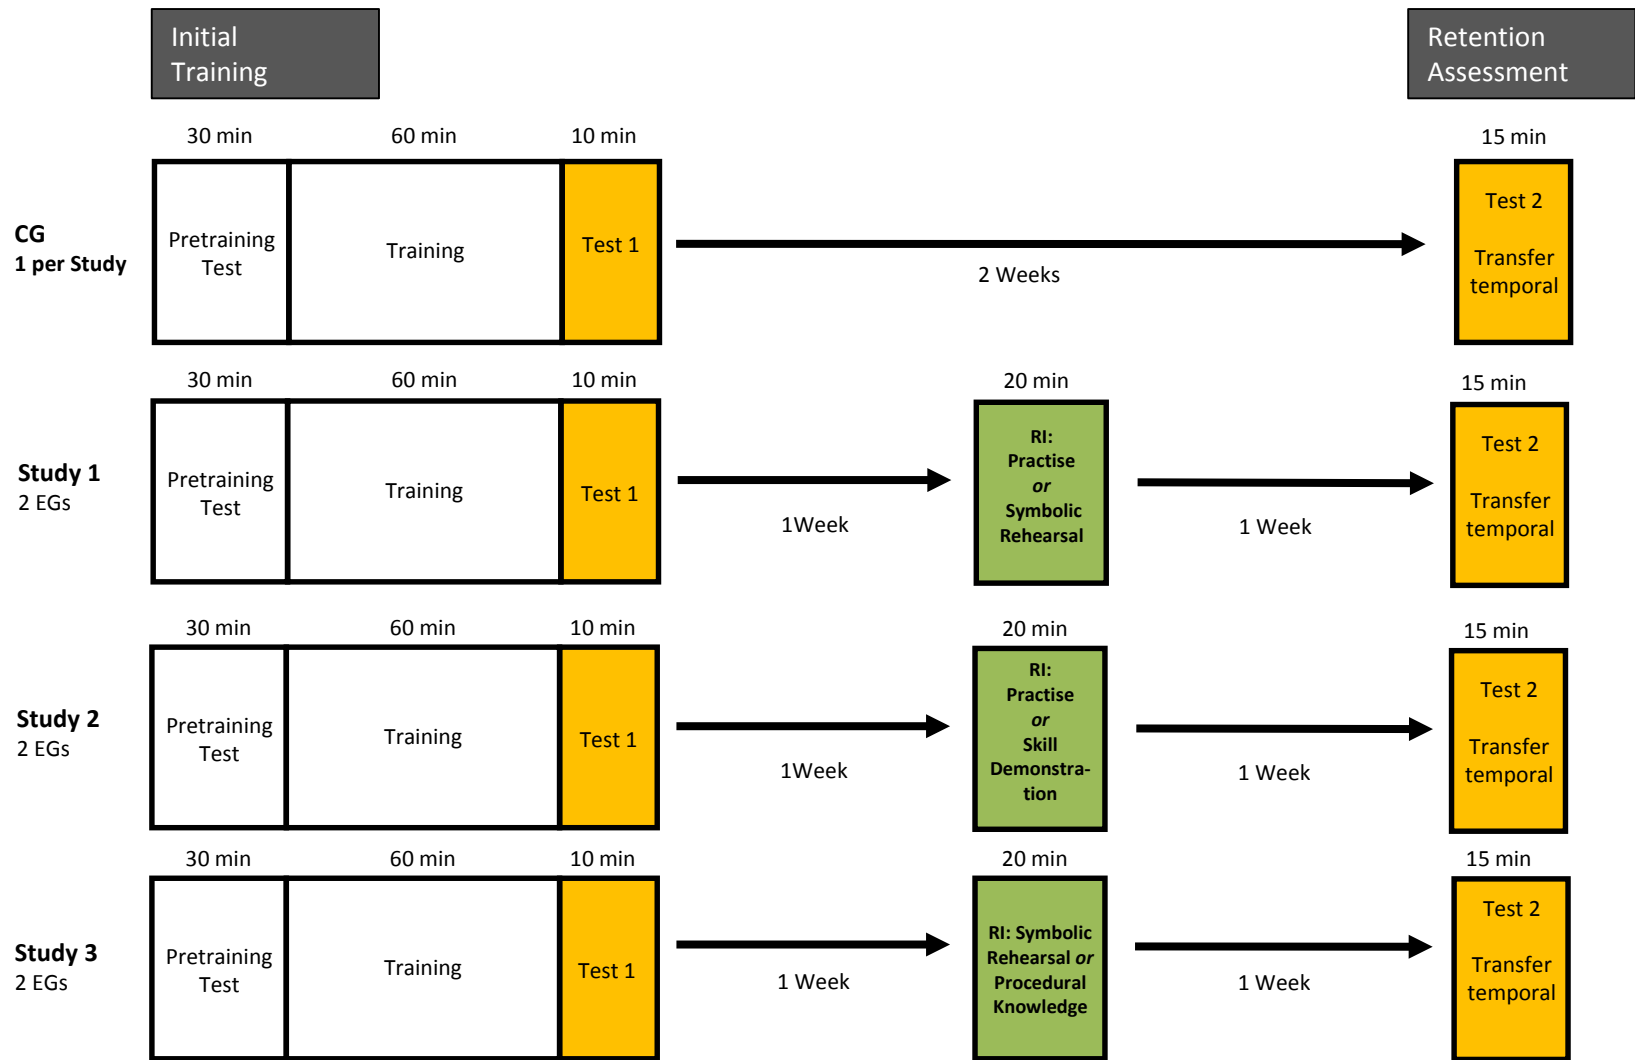 Initial
Training
Retention
Assessment
30 min
60 min
10 min
15 min
CG
1 per Study
Pretraining
Test
Training
Test 1
2 Weeks
Test 2
Transfer
temporal
30 min
60 min
10 min
20 min
15 min
Study 1
2 EGs
Pretraining
Test
Training
Test 1
1Week
RI:
Practise
or
Symbolic
Rehearsal
1 Week
Test 2
Transfer
temporal
30 min
60 min
10 min
20 min
15 min
Study 2
2 EGs
Pretraining
Test
Training
Test 1
1Week
RI:
Practise
or
Skill
Demonstra-
tion
1 Week
Test 2
Transfer
temporal
30 min
60 min
10 min
20 min
15 min
Study 3
2 EGs
Pretraining
Test
Training
Test 1
1 Week
RI: Symbolic
Rehearsal or
Procedural
Knowledge
1 Week
Test 2
Transfer
temporal